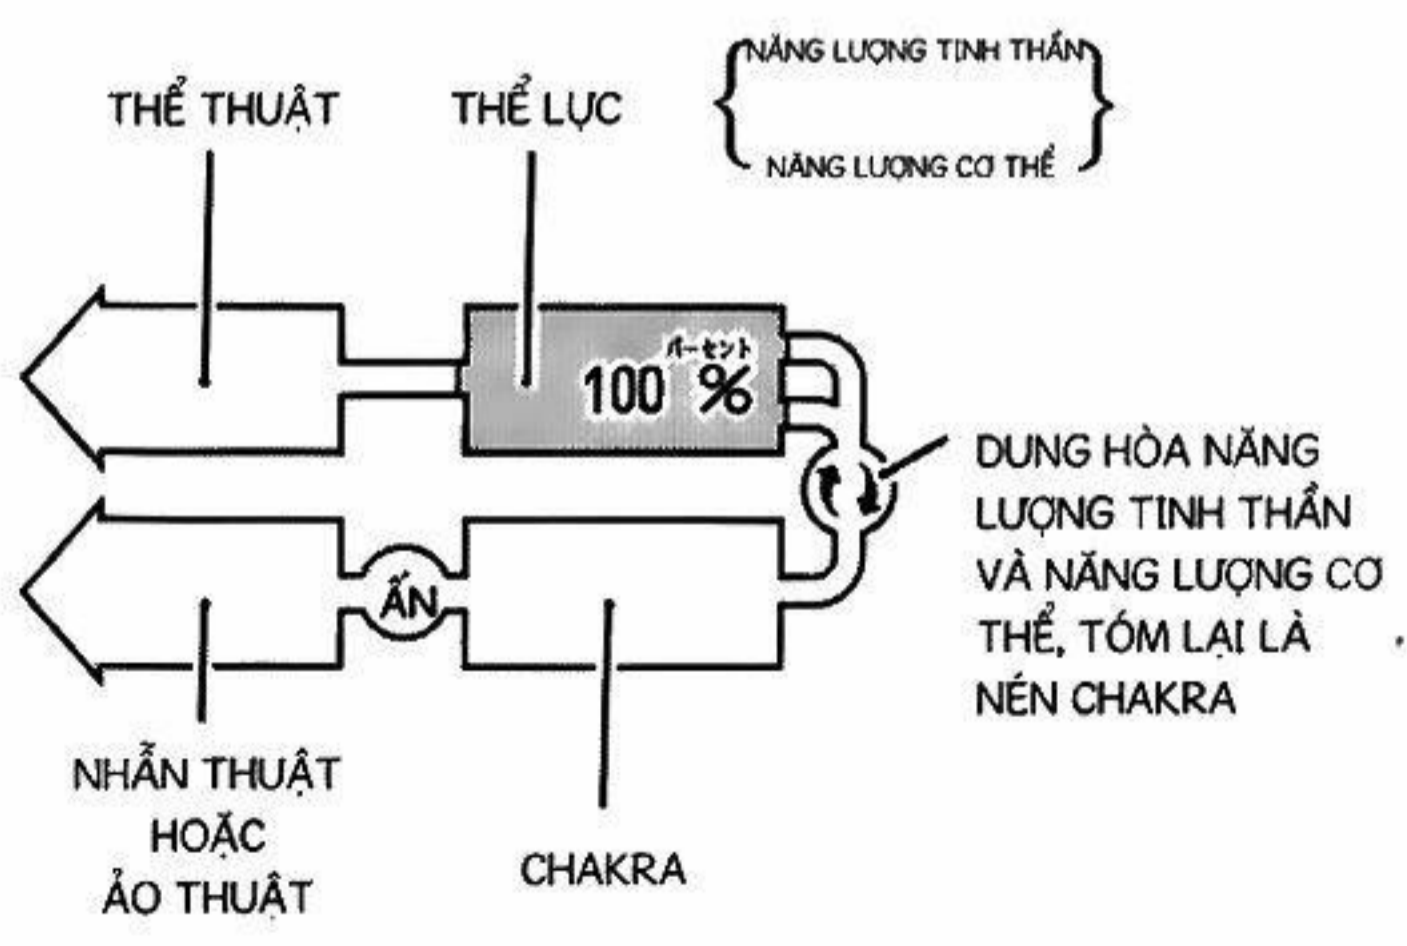 NĂNG LƯỢNG TINH THẦN
THỂ THUẬT
THỂ LỰC
NĂNG LƯỢNG CƠ THỂ
パーセント
100 %
DUNG HÒA NĂNG
LƯỢNG TINH THẦN
VÀ NĂNG LƯỢNG CƠ
THỂ, TÓM LẠI LÀ
NÉN CHAKRA
ẤN
NHẪN THUẬT
HOẶC
ẢO THUẬT
CHAKRA